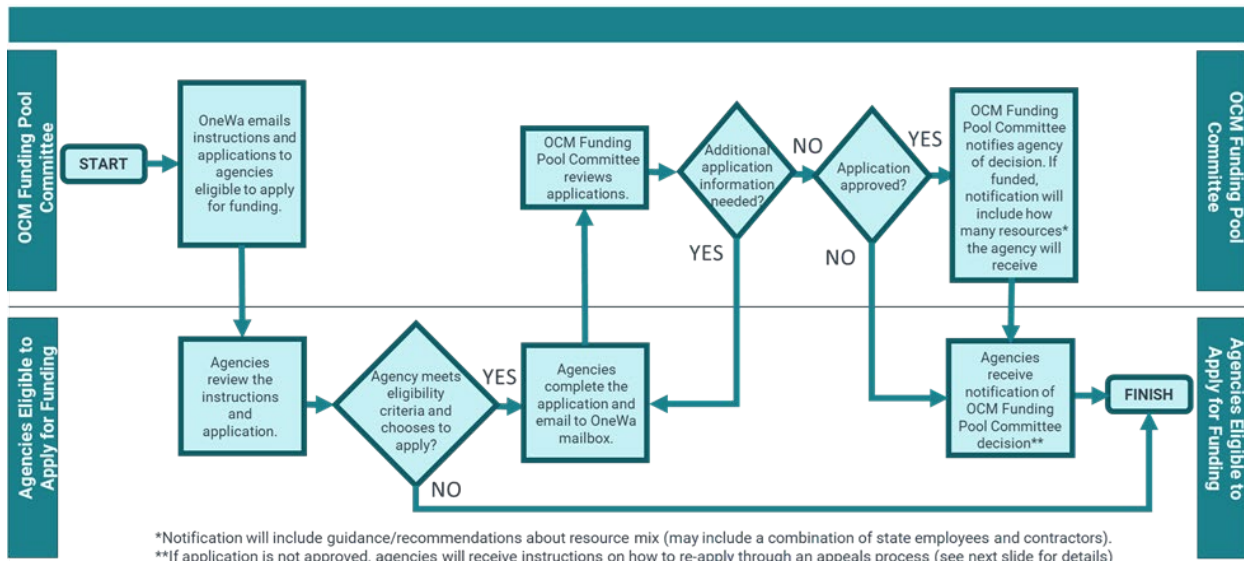 OCM Funding Pool
Committee
START
OneWa emails
instructions and
applications to
agencies
eligible to apply
for funding.
OCM Funding
Pool Committee
reviews
applications.
Additional
application
information
needed?
NO
YES
Application
approved?
YES
NO
OCM Funding
Pool Committee
notifies agency
of decision. If
funded,
notification will
include how
many resources*
the agency will
receive
OCM Funding Pool
Committee
Agencies Eligible to
Apply for Funding
Agencies
review the
instructions
and
application.
Agency meets
eligibility
criteria and
chooses to
apply?
YES
NO
Agencies
complete the
application and
email to OneWa
mailbox.
Agencies
receive
notification of
OCM Funding
Pool Committee
decision**
FINISH
Agencies Eligible to
Apply for Funding
*Notification will include guidance/recommendations about resource mix (may include a combination of state employees and contractors).
**If application is not approved, agencies will receive instructions on how to re-apply through an appeals process (see next slide for details)